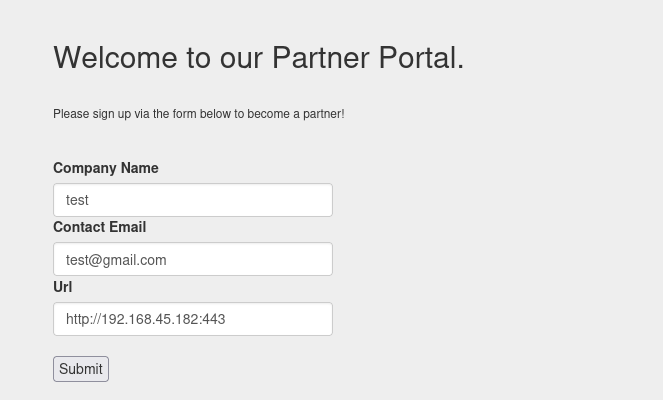 Welcome to our Partner Portal.
Please sign up via the form below to become a partner!
Company Name
test
Contact Email
test@gmail.com
Url
http://192.168.45.182:443
Submit